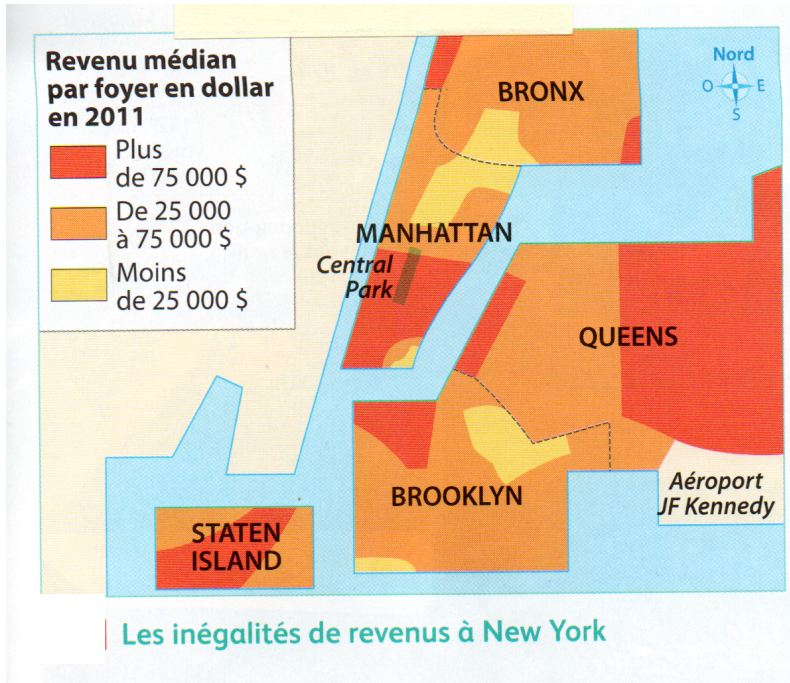 Revenu médian
par foyer en dollar
en 2011
Plus
de 75 000 $
De 25 000
à 75 000 $
Moins
de 25 000 $
Nord
O
E
S
BRONX
MANHATTAN
Central
Park
QUEENS
BROOKLYN
Aéroport
JF Kennedy
STATEN
ISLAND
Les inégalités de revenus à New York